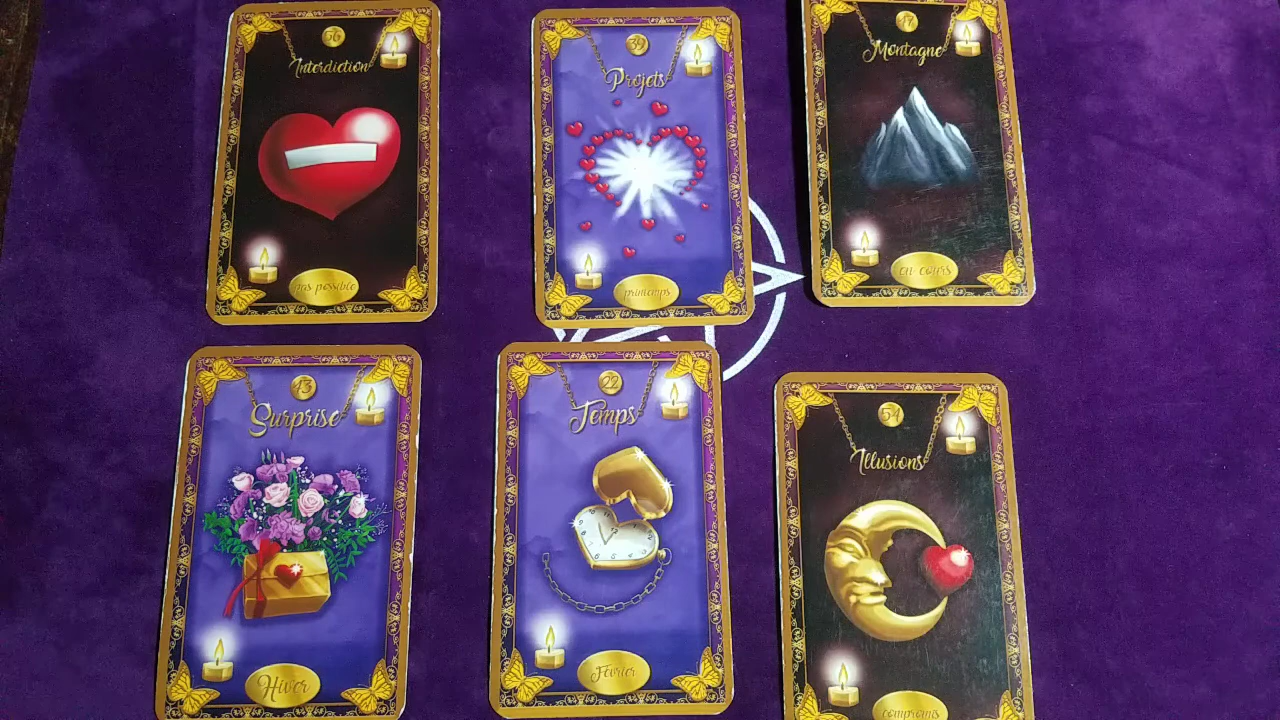 56
Interdiction
pas possible
39
Projets
printemps
47
Montagne
en cours
13
Surprise
Hiver
22
Temps
Février
54
Illusions
compromis